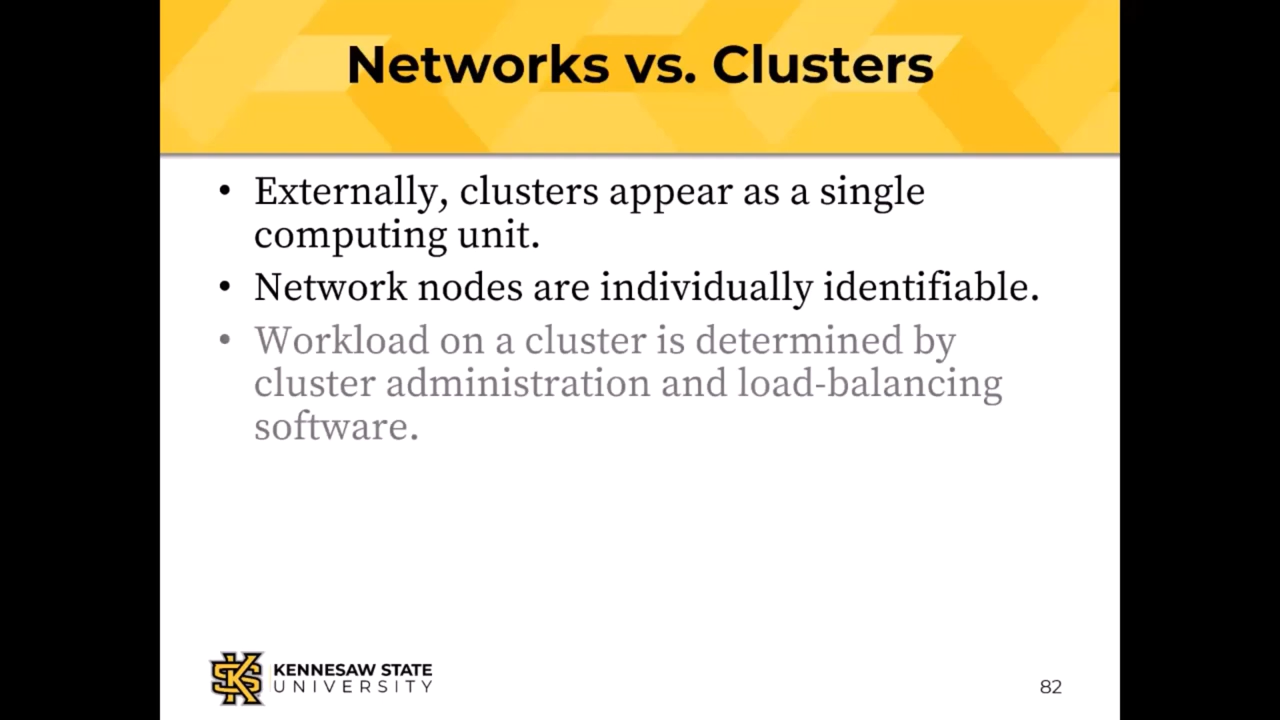 Networks vs. Clusters
• Externally, clusters appear as a single
computing unit.
• Network nodes are individually identifiable.
• Workload on a cluster is determined by
cluster administration and load-balancing
software.
KENNESAW STATE
UNIVERSITY
82